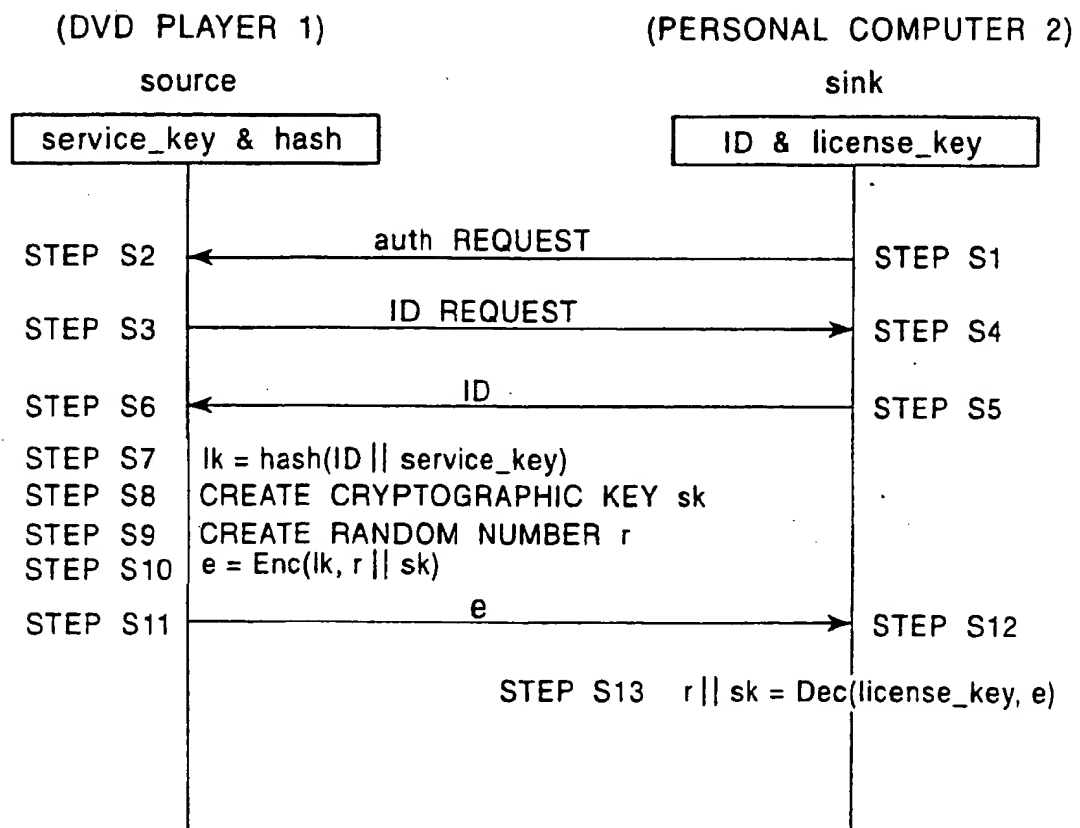 (DVD PLAYER 1) (PERSONAL COMPUTER 2)
source sink
service_key & hash ID & license_key
STEP S2 auth REQUEST STEP S1
STEP S3 ID REQUEST STEP S4
STEP S6 ID STEP S5
STEP S7 lk = hash(ID || service_key)
STEP S8 CREATE CRYPTOGRAPHIC KEY sk
STEP S9 CREATE RANDOM NUMBER r
STEP S10 e = Enc(lk, r || sk)
STEP S11 e STEP S12
STEP S13 r || sk = Dec(license_key, e)